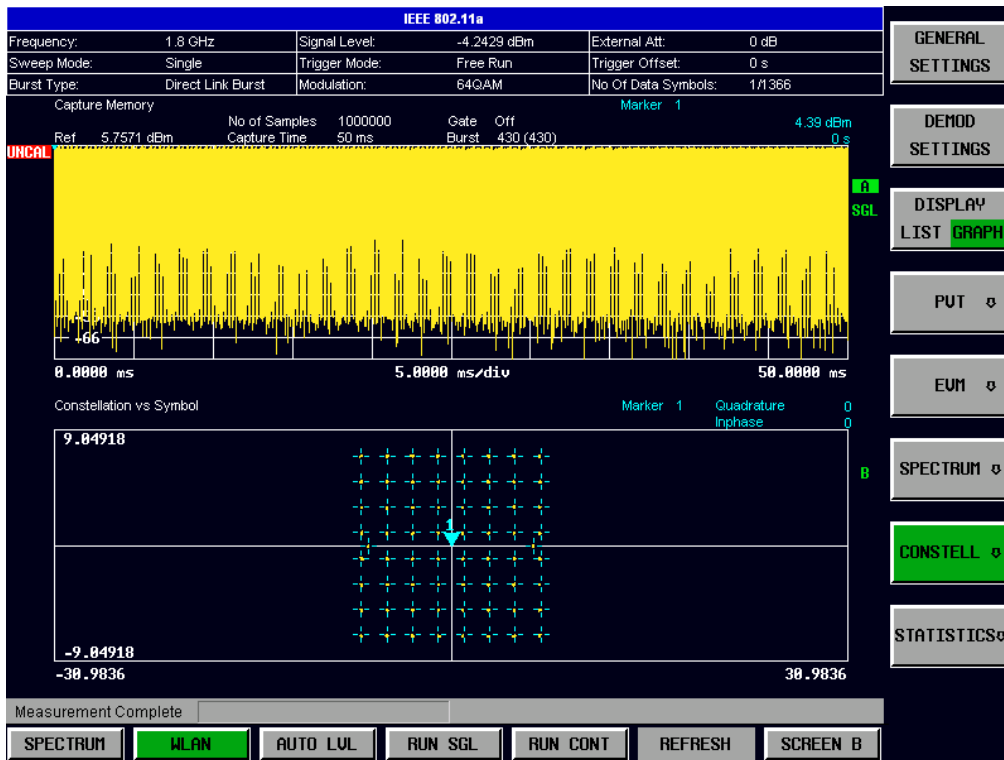 IEEE 802.11a
Frequency: 1.8 GHz Signal Level: -4.2429 dBm External Att: 0 dB
Sweep Mode: Single Trigger Mode: Free Run Trigger Offset: 0 s
Burst Type: Direct Link Burst Modulation: 64QAM No Of Data Symbols: 1/1366
Capture Memory Marker 1
No of Samples 1000000 Gate Off 4.39 dBm
Ref 5.7571 dBm Capture Time 50 ms Burst 430 (430) 0 s
UNCAL
A
SGL
-66
0.0000 ms 5.0000 ms/div 50.0000 ms
Constellation vs Symbol Marker 1 Quadrature 0
Inphase 0
9.04918
B
1
-9.04918
-30.9836 30.9836
Measurement Complete
SPECTRUM WLAN AUTO LVL RUN SGL RUN CONT REFRESH SCREEN B
GENERAL
SETTINGS
DEMOD
SETTINGS
DISPLAY
LIST GRAPH
PVT
EVM
SPECTRUM
CONSTELL
STATISTICS